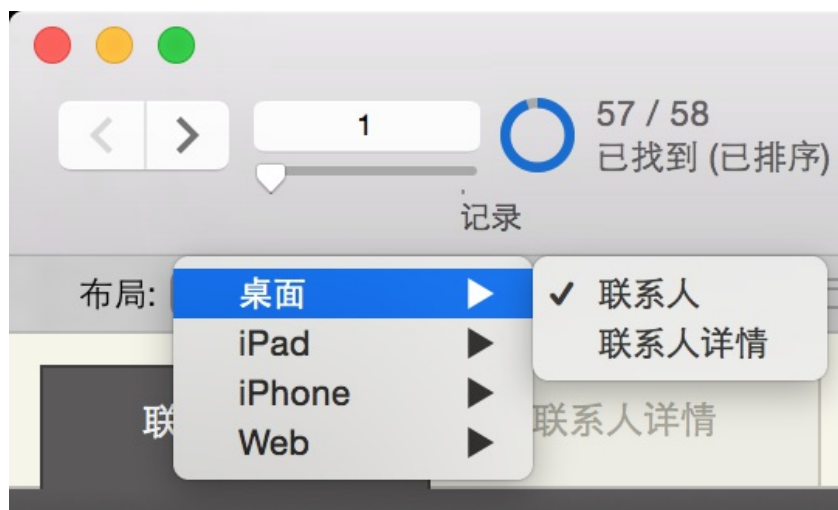 1
57 / 58
已找到 (已排序)
记录
布局:
桌面
✓ 联系人
iPad
联系人详情
iPhone
Web
联
联系人详情